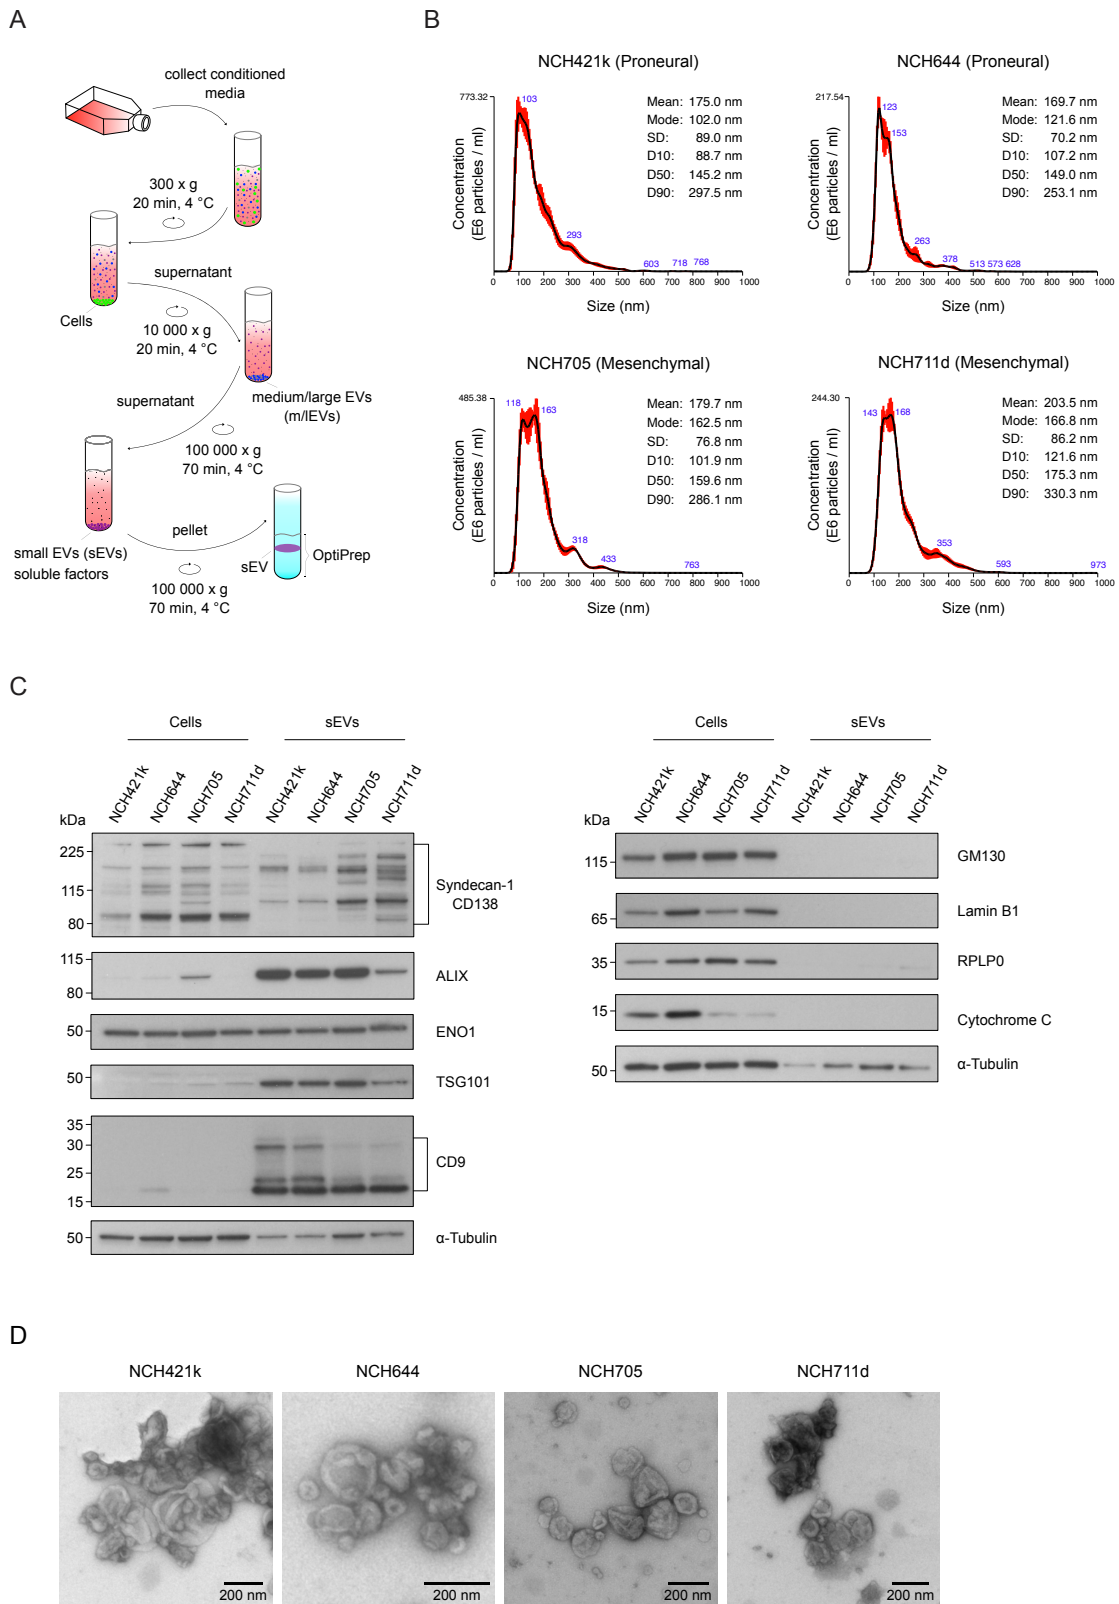 A
collect conditioned
media
300 x g
20 min, 4 °C
supernatant
Cells
10 000 x g
20 min, 4 °C
medium/large EVs
(m/lEVs)
supernatant
100 000 x g
70 min, 4 °C
pellet
small EVs (sEVs)
soluble factors
sEV
OptiPrep
100 000 x g
70 min, 4 °C
B
NCH421k (Proneural)
773.32
103
293
603
718
768
Mean: 175.0 nm
Mode: 102.0 nm
SD: 89.0 nm
D10: 88.7 nm
D50: 145.2 nm
D90: 297.5 nm
Concentration
(E6 particles / ml)
0 100 200 300 400 500 600 700 800 900 1000
Size (nm)
NCH644 (Proneural)
217.54
123
153
263
378
513 573 628
Mean: 169.7 nm
Mode: 121.6 nm
SD: 70.2 nm
D10: 107.2 nm
D50: 149.0 nm
D90: 253.1 nm
Concentration
(E6 particles / ml)
0 100 200 300 400 500 600 700 800 900 1000
Size (nm)
NCH705 (Mesenchymal)
485.38
118
163
318
433
763
Mean: 179.7 nm
Mode: 162.5 nm
SD: 76.8 nm
D10: 101.9 nm
D50: 159.6 nm
D90: 286.1 nm
Concentration
(E6 particles / ml)
0 100 200 300 400 500 600 700 800 900 1000
Size (nm)
NCH711d (Mesenchymal)
244.30
143
168
353
593
973
Mean: 203.5 nm
Mode: 166.8 nm
SD: 86.2 nm
D10: 121.6 nm
D50: 175.3 nm
D90: 330.3 nm
Concentration
(E6 particles / ml)
0 100 200 300 400 500 600 700 800 900 1000
Size (nm)
C
Cells sEVs
NCH421k NCH644 NCH705 NCH711d NCH421k NCH644 NCH705 NCH711d
kDa
225
115
80
Syndecan-1
CD138
115
80
ALIX
50
ENO1
50
TSG101
35
30
25
15
CD9
50
α-Tubulin
Cells sEVs
NCH421k NCH644 NCH705 NCH711d NCH421k NCH644 NCH705 NCH711d
kDa
115
GM130
65
Lamin B1
35
RPLP0
15
Cytochrome C
50
α-Tubulin
D
NCH421k
200 nm
NCH644
200 nm
NCH705
200 nm
NCH711d
200 nm